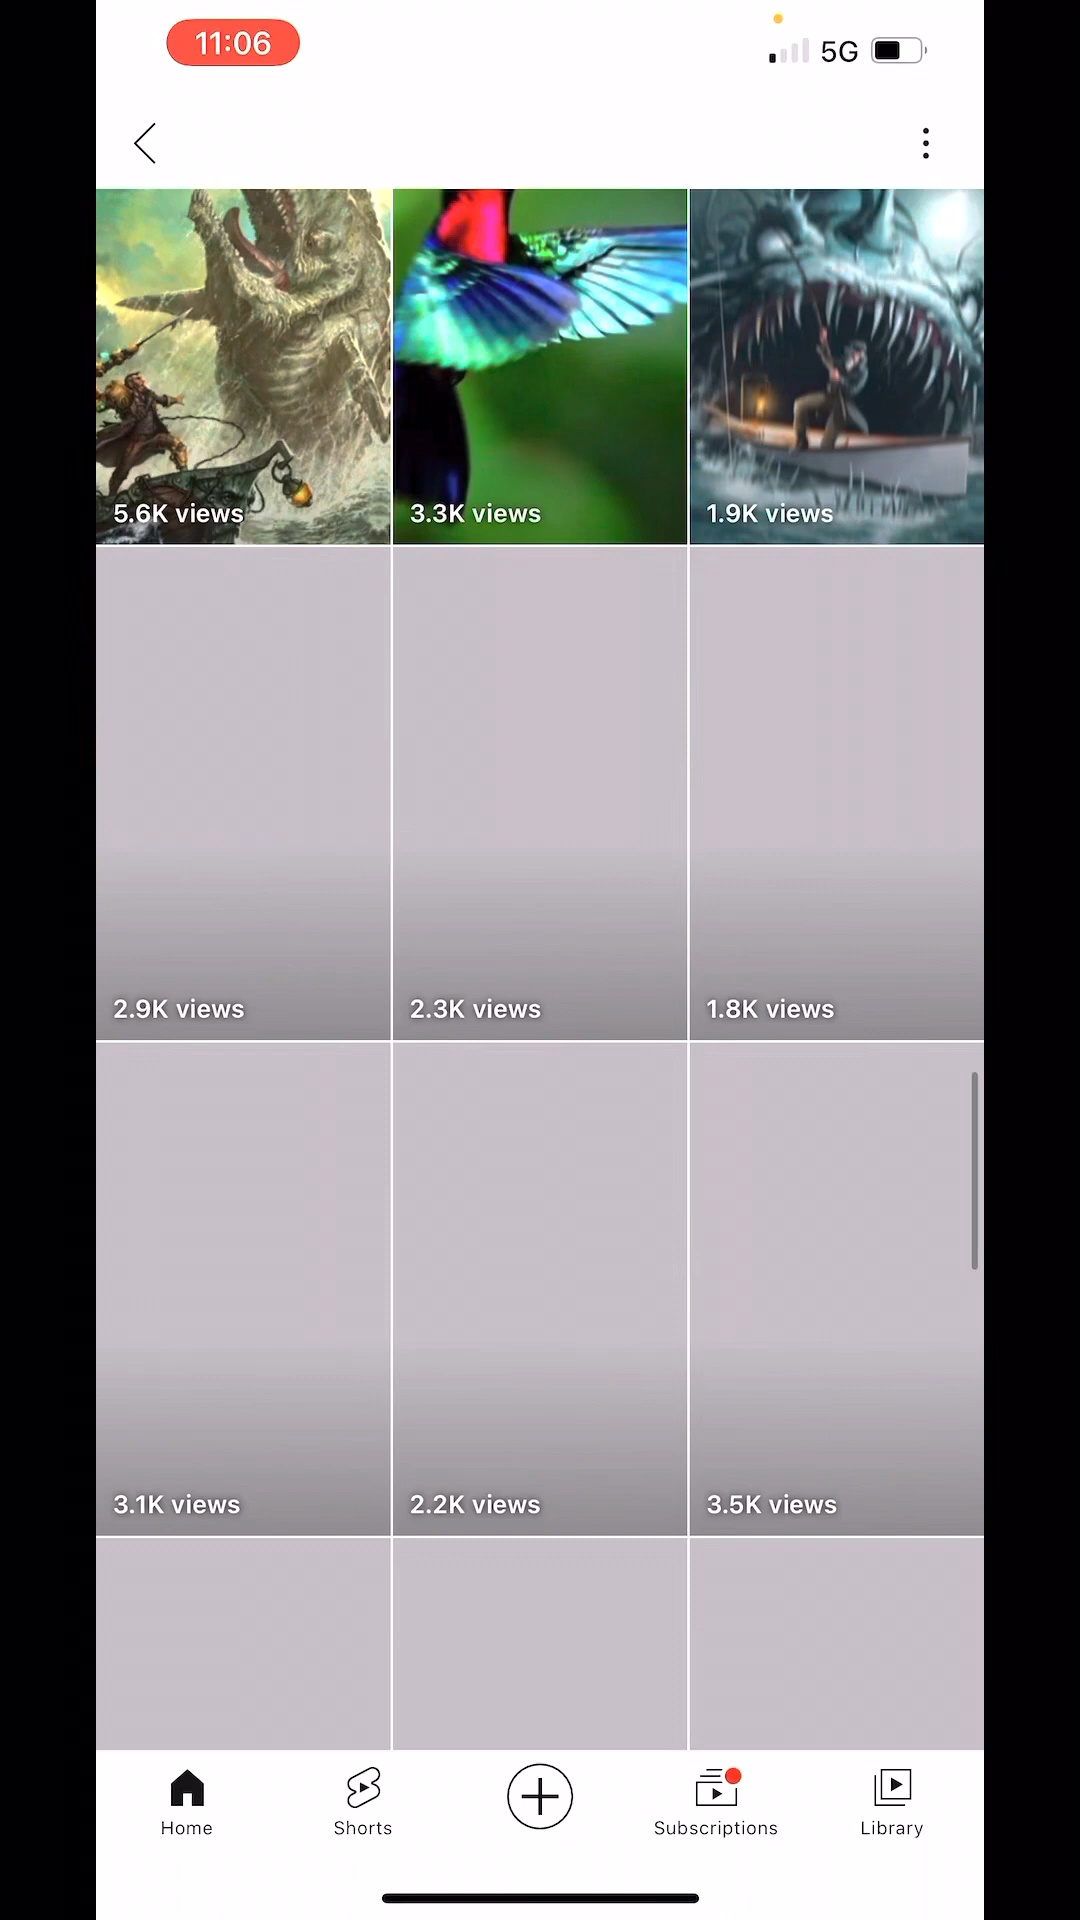 11:06
5G
5.6K views
3.3K views
1.9K views
2.9K views
2.3K views
1.8K views
3.1K views
2.2K views
3.5K views
Home
Shorts
Subscriptions
Library